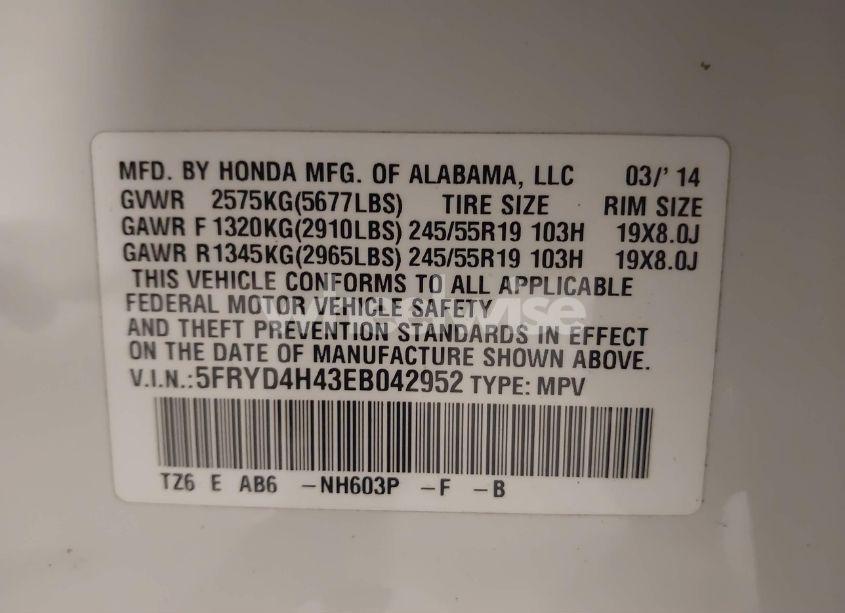 MFD. BY HONDA MFG. OF ALABAMA, LLC 03/' 14
GVWR 2575KG(5677LBS) TIRE SIZE RIM SIZE
GAWR F 1320KG(2910LBS) 245/55R19 103H 19X8.0J
GAWR R1345KG(2965LBS) 245/55R19 103H 19X8.0J
THIS VEHICLE CONFORMS TO ALL APPLICABLE
FEDERAL MOTOR VEHICLE SAFETY
AND THEFT PREVENTION STANDARDS IN EFFECT
ON THE DATE OF MANUFACTURE SHOWN ABOVE.
V.I.N.:5FRYD4H43EB042952 TYPE: MPV
TZ6 E AB6 -NH603P -F -B